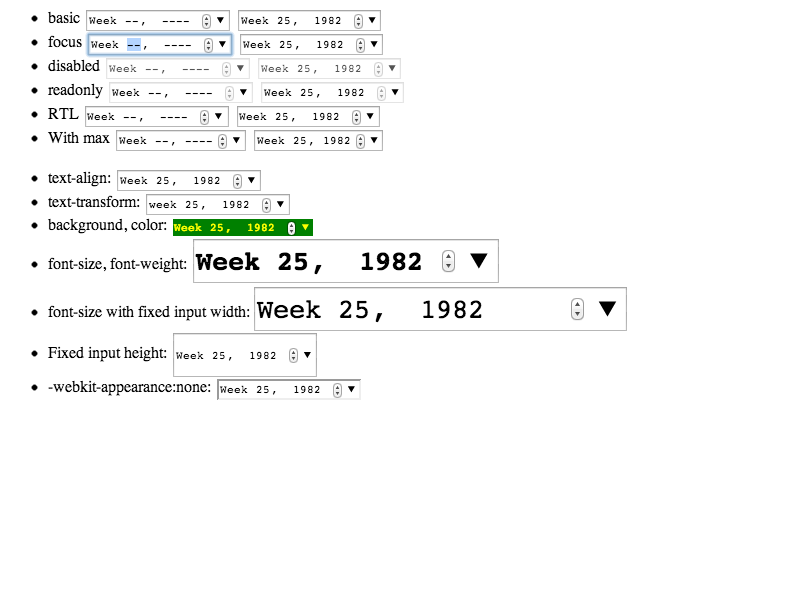 basic Week --, ---- Week 25, 1982
focus Week --, ---- Week 25, 1982
disabled Week --, ---- Week 25, 1982
readonly Week --, ---- Week 25, 1982
RTL Week --, ---- Week 25, 1982
With max Week --, ---- Week 25, 1982
text-align: Week 25, 1982
text-transform: week 25, 1982
background, color: Week 25, 1982
font-size, font-weight: Week 25, 1982
font-size with fixed input width: Week 25, 1982
Fixed input height: Week 25, 1982
-webkit-appearance:none: Week 25, 1982